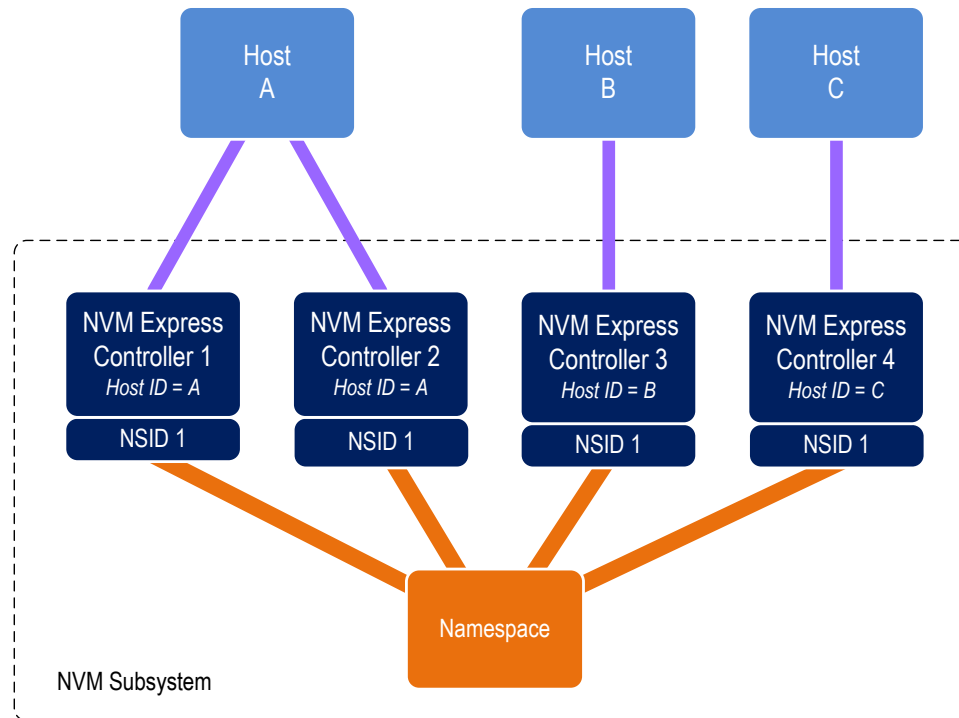 Host
A
Host
B
Host
C
NVM Express
Controller 1
Host ID = A
NVM Express
Controller 2
Host ID = A
NVM Express
Controller 3
Host ID = B
NVM Express
Controller 4
Host ID = C
NSID 1
NSID 1
NSID 1
NSID 1
Namespace
NVM Subsystem